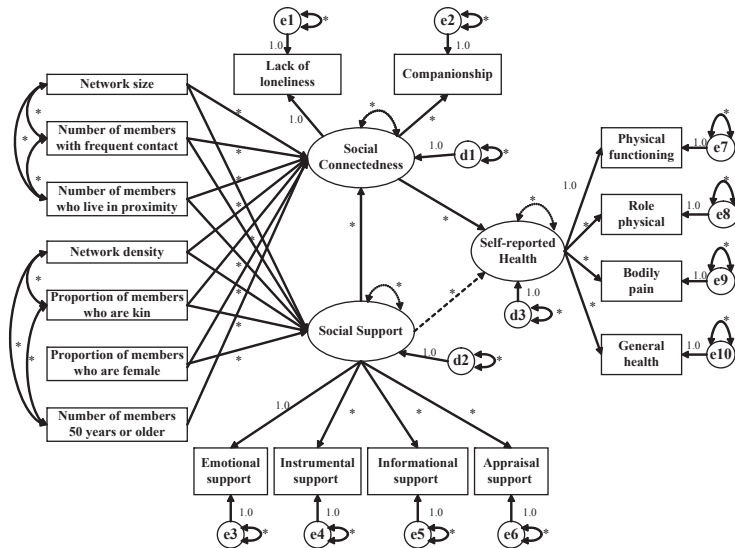 e1
*
e2
*
1.0
1.0
Lack of
loneliness
Companionship
Network size
Number of members
with frequent contact
Number of members
who live in proximity
Network density
Proportion of members
who are kin
Proportion of members
who are female
Number of members
50 years or older
*
*
*
*
*
*
*
*
*
*
*
*
*
*
1.0
*
*
Social
Connectedness
1.0
d1
*
*
*
Social Support
*
1.0
d2
*
*
*
Self-reported
Health
1.0
d3
*
1.0
*
*
*
Physical
functioning
1.0
e7
*
Role
physical
1.0
e8
*
Bodily
pain
1.0
e9
*
General
health
1.0
e10
*
1.0
*
*
*
Emotional
support
Instrumental
support
Informational
support
Appraisal
support
1.0
1.0
1.0
1.0
e3
*
e4
*
e5
*
e6
*